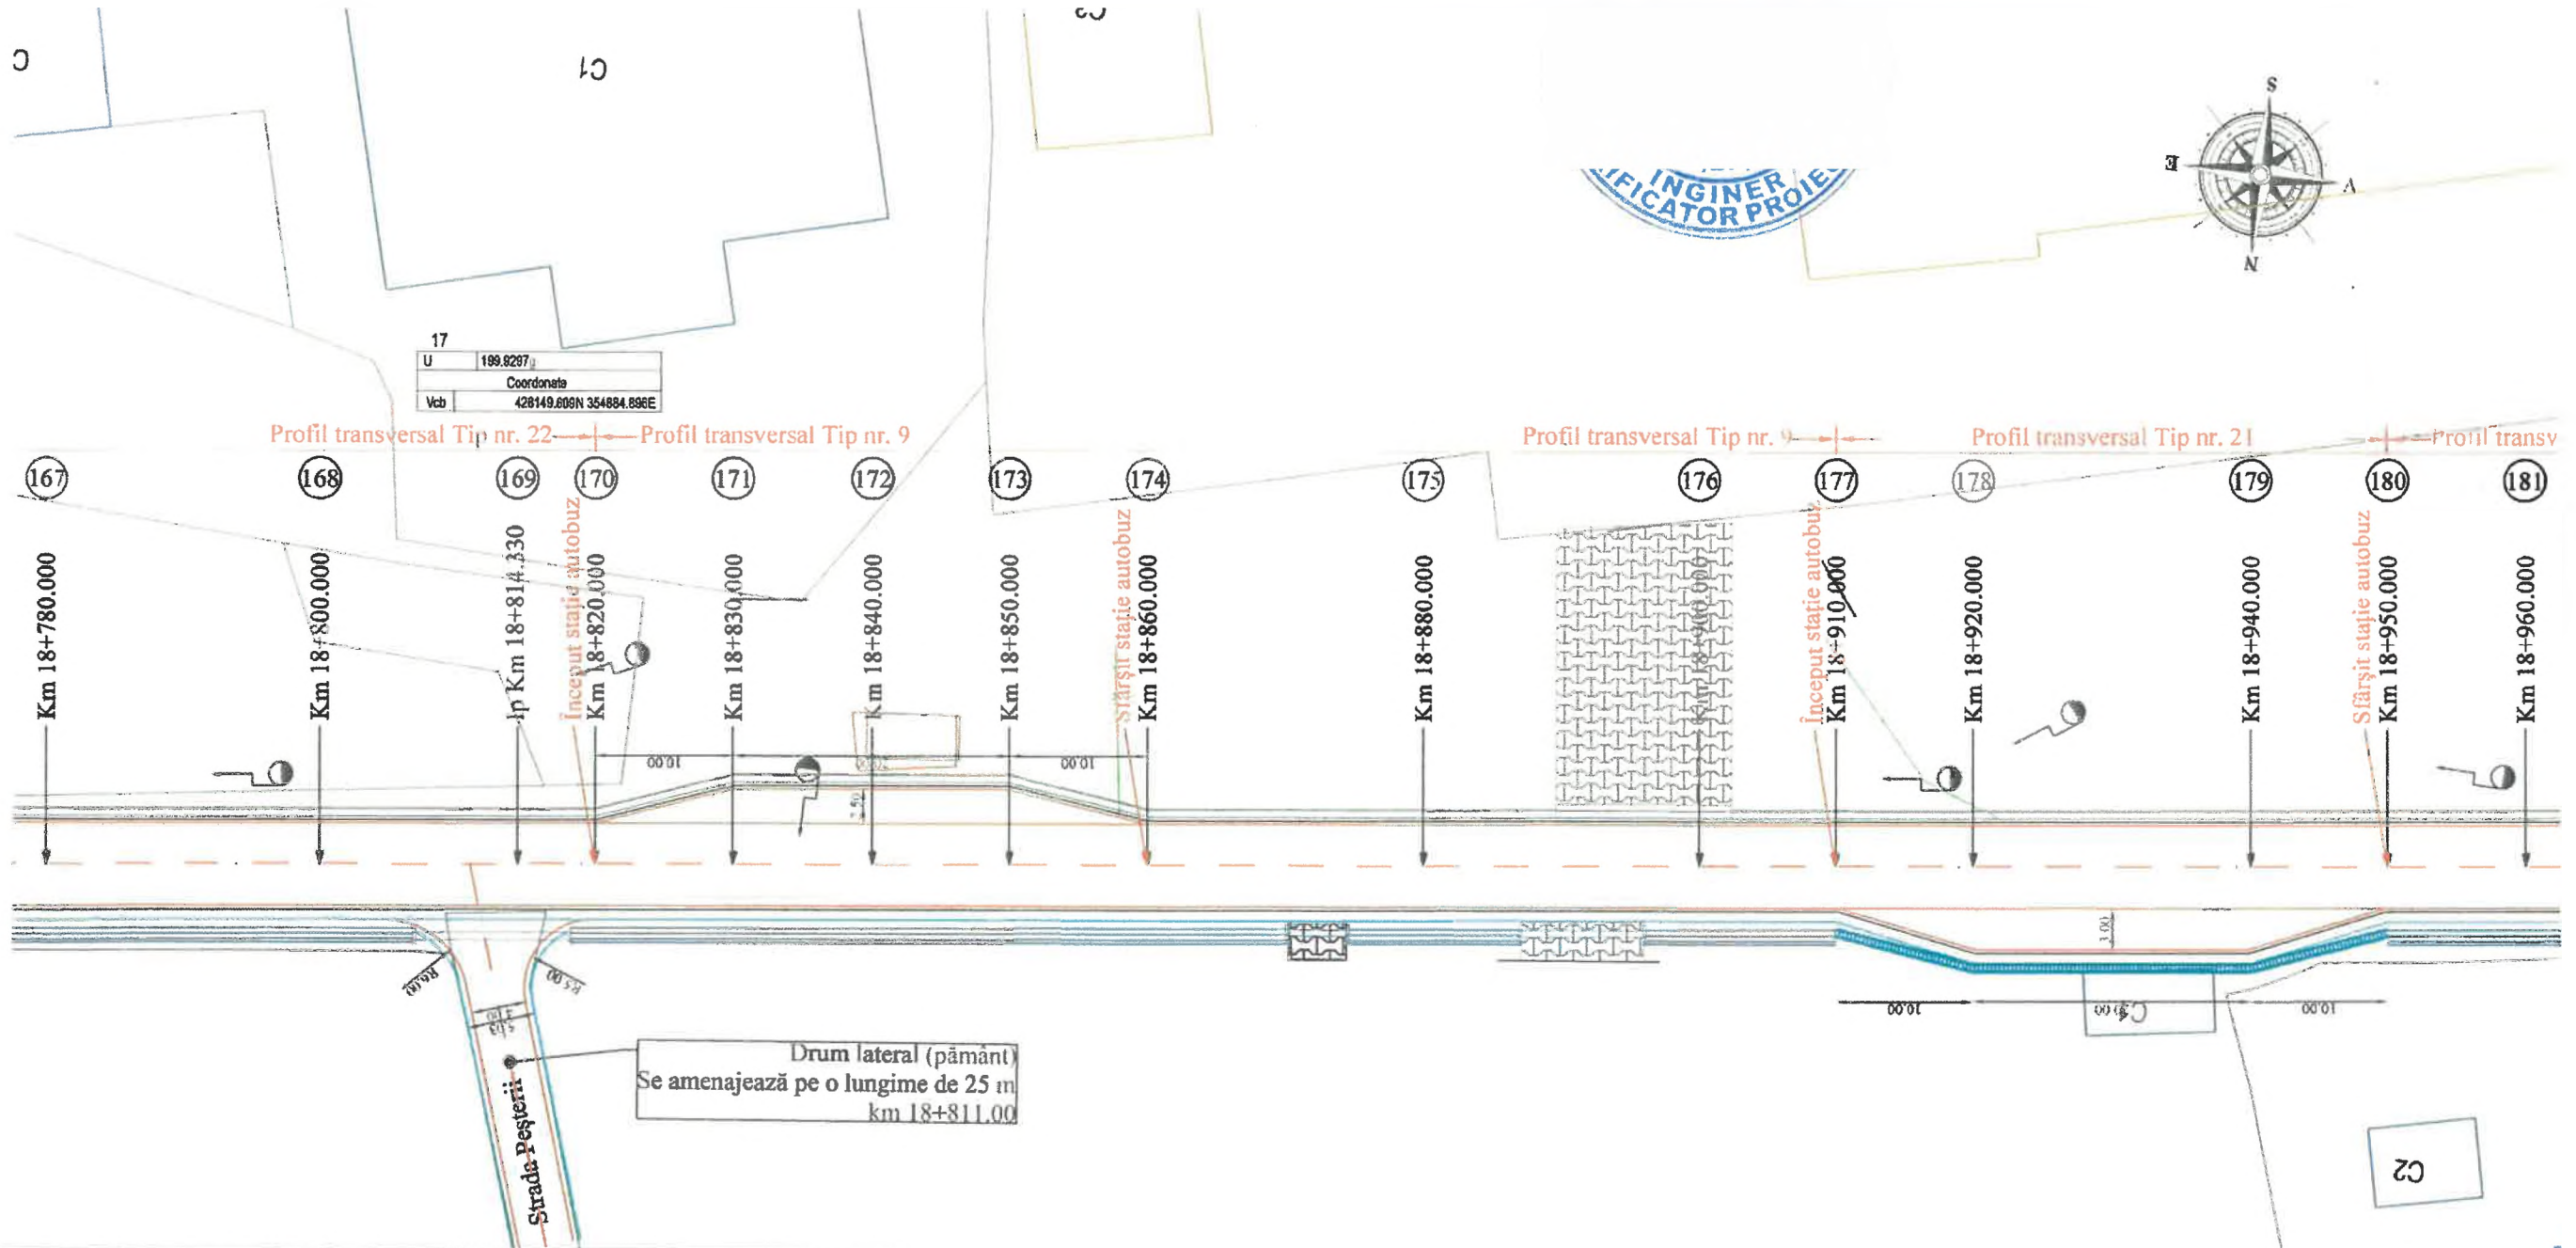 C
C1
C3
INGINER
S
E
V
N
17
U 199.9297g
Coordonate
Vcb 428149.609N 354884.896E
Profil transversal Tip nr. 22
Profil transversal Tip nr. 9
Profil transversal Tip nr. 9
Profil transversal Tip nr. 21
Profil transv
167
168
169
170
171
172
173
174
175
176
177
178
179
180
181
Km 18+780.000
Km 18+800.000
Ip Km 18+814.330
Început stație autobuz
Km 18+820.000
Km 18+830.000
Km 18+840.000
Km 18+850.000
Sfârșit stație autobuz
Km 18+860.000
Km 18+880.000
Km 18+900.000
Început stație autobuz
Km 18+910.000
Km 18+920.000
Km 18+940.000
Sfârșit stație autobuz
Km 18+950.000
Km 18+960.000
10.00
10.00
3.00
R6.00
R5.00
10.00
10.00
Drum lateral (pământ)
Se amenajează pe o lungime de 25 m
km 18+811.00
Strada Peșterii
C2